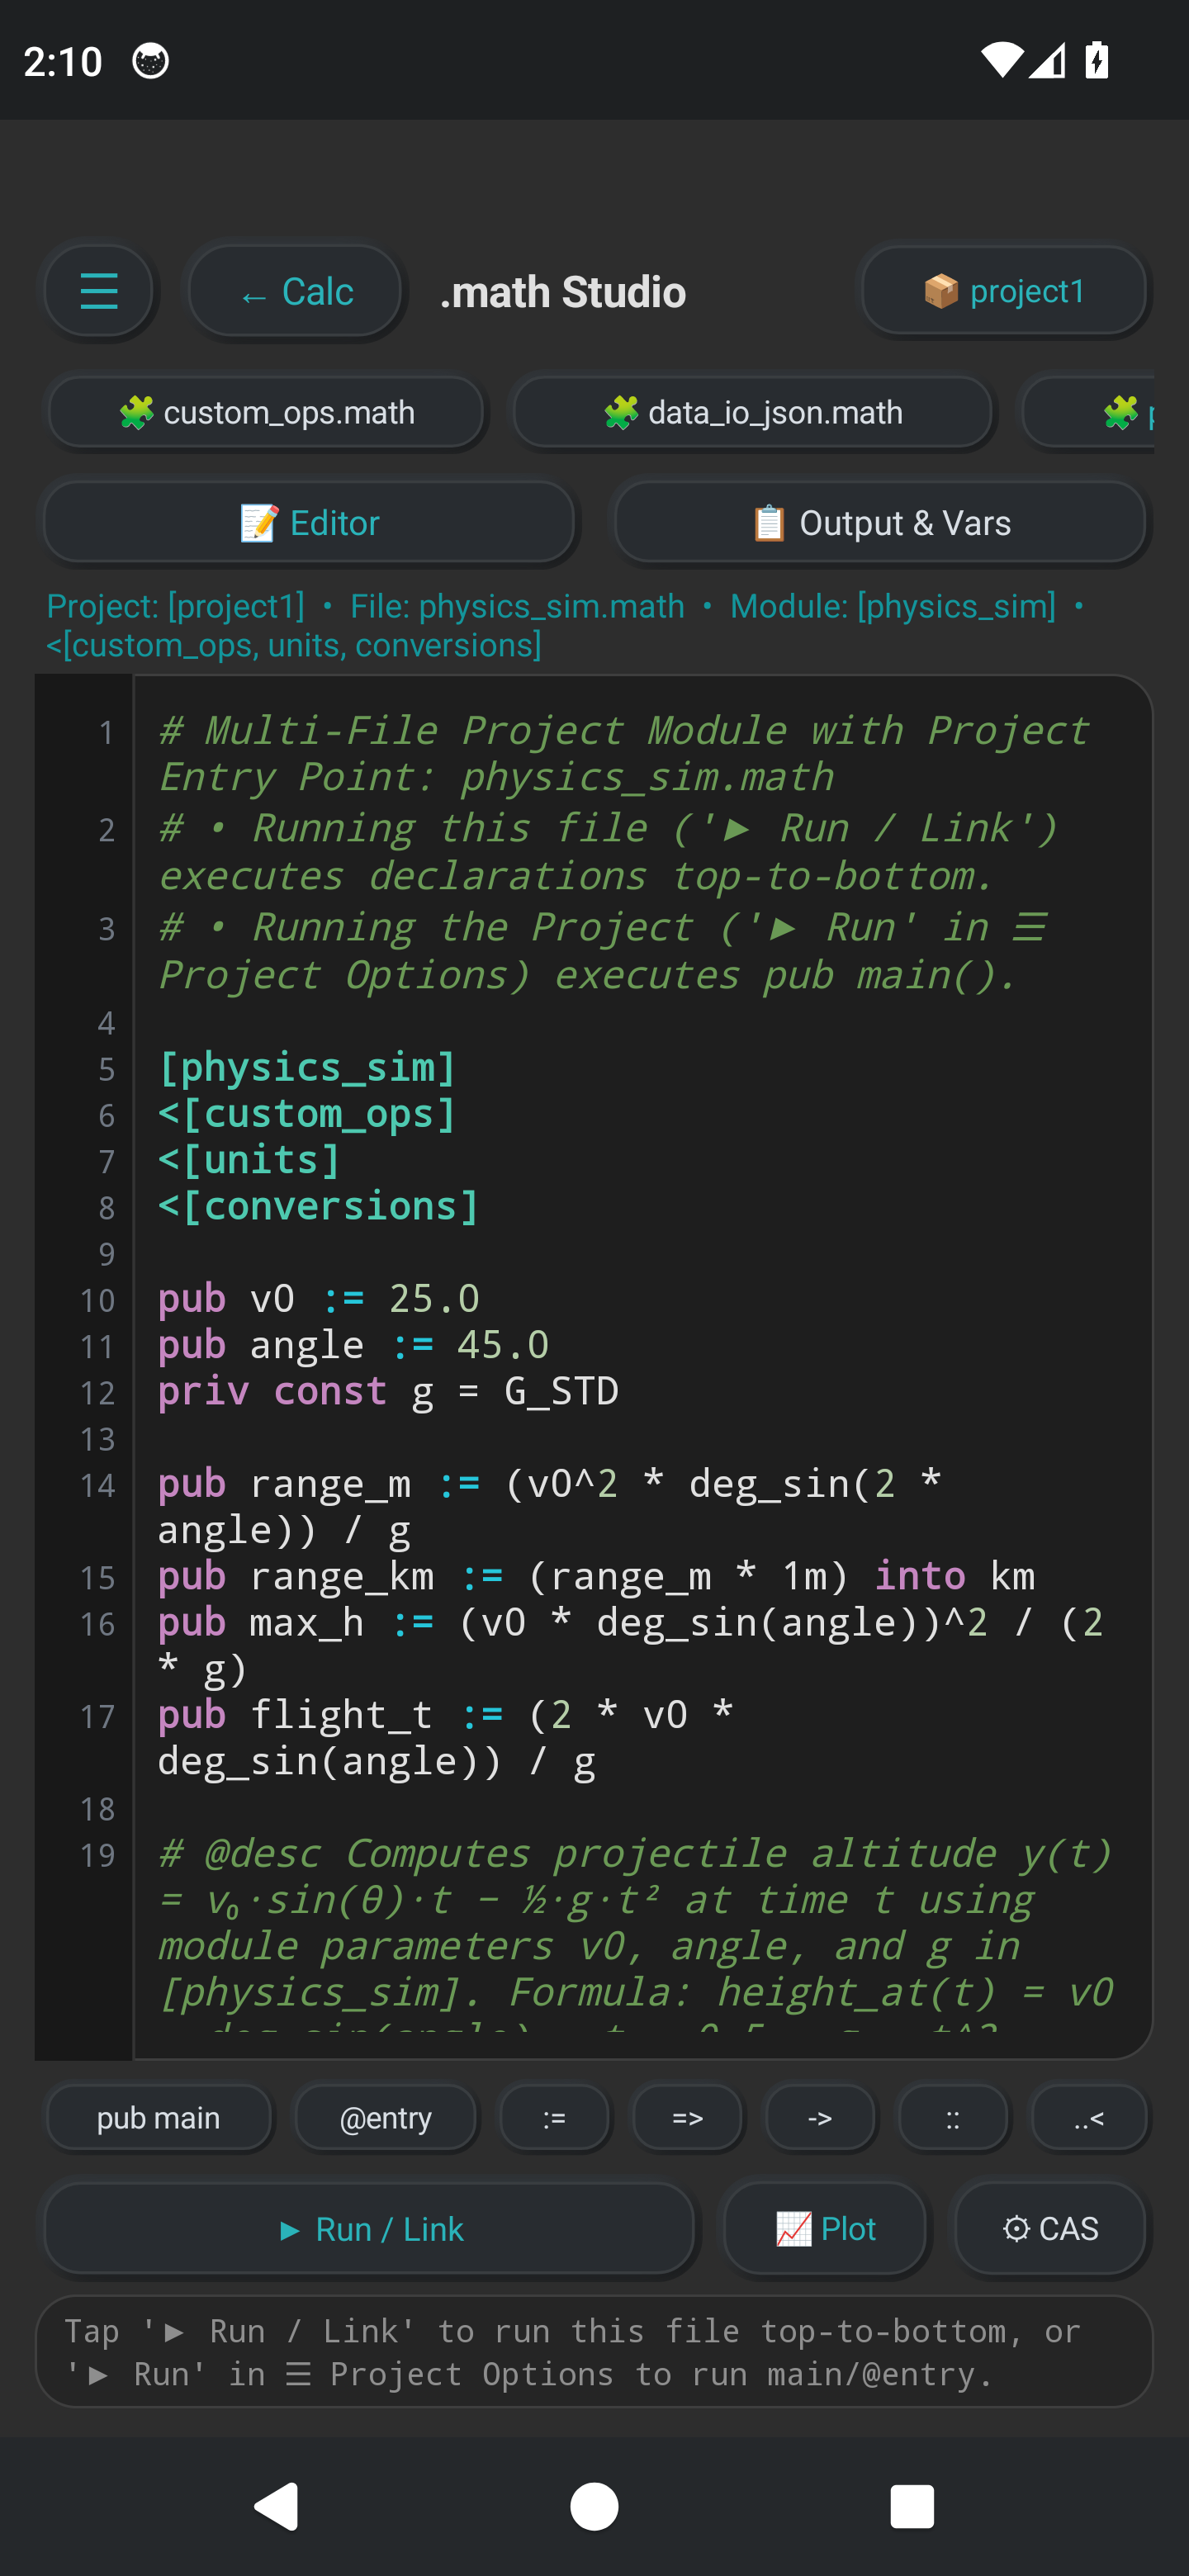 2:10
☰
← Calc
.math Studio
📦 project1
🧩 custom_ops.math
🧩 data_io_json.math
🧩
📝 Editor
📋 Output & Vars
Project: [project1] • File: physics_sim.math • Module: [physics_sim] •
<[custom_ops, units, conversions]
1 # Multi-File Project Module with Project
Entry Point: physics_sim.math
2 # • Running this file ('▶ Run / Link')
executes declarations top-to-bottom.
3 # • Running the Project ('▶ Run' in ☰
Project Options) executes pub main().
4
5 [physics_sim]
6 <[custom_ops]
7 <[units]
8 <[conversions]
9
10 pub v0 := 25.0
11 pub angle := 45.0
12 priv const g = G_STD
13
14 pub range_m := (v0^2 * deg_sin(2 *
angle)) / g
15 pub range_km := (range_m * 1m) into km
16 pub max_h := (v0 * deg_sin(angle))^2 / (2
* g)
17 pub flight_t := (2 * v0 *
deg_sin(angle)) / g
18
19 # @desc Computes projectile altitude y(t)
= v₀·sin(θ)·t − ½·g·t² at time t using
module parameters v0, angle, and g in
[physics_sim]. Formula: height_at(t) = v0
pub main
@entry
:=
=>
->
::
..<
▶ Run / Link
📈 Plot
⚙ CAS
Tap '▶ Run / Link' to run this file top-to-bottom, or
'▶ Run' in ☰ Project Options to run main/@entry.